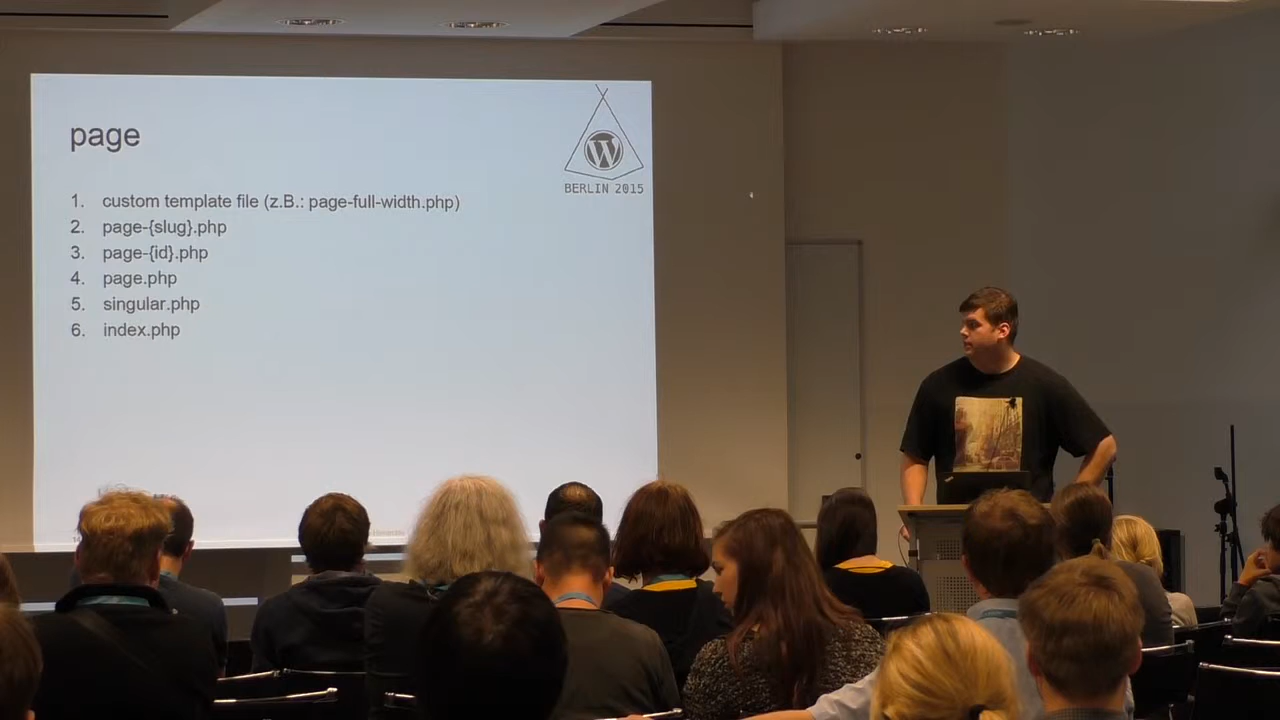 page
BERLIN 2015
1. custom template file (z.B.: page-full-width.php)
2. page-{slug}.php
3. page-{id}.php
4. page.php
5. singular.php
6. index.php